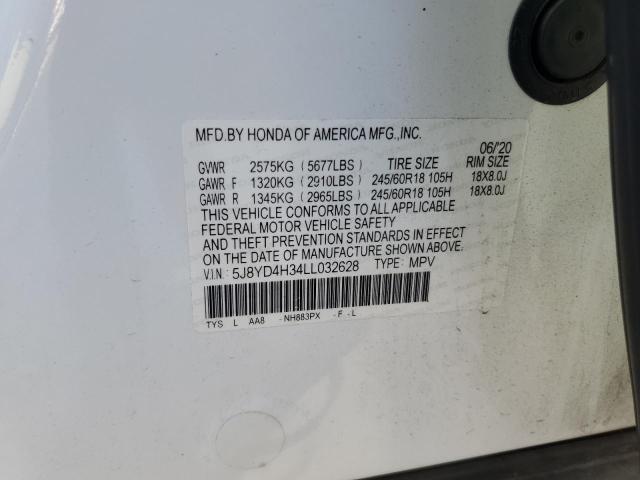 MFD.BY HONDA OF AMERICA MFG.,INC.
06/'20
GVWR 2575KG (5677LBS) TIRE SIZE RIM SIZE
GAWR F 1320KG (2910LBS) 245/60R18 105H 18X8.0J
GAWR R 1345KG (2965LBS) 245/60R18 105H 18X8.0J
THIS VEHICLE CONFORMS TO ALL APPLICABLE
FEDERAL MOTOR VEHICLE SAFETY
AND THEFT PREVENTION STANDARDS IN EFFECT
ON THE DATE OF MANUFACTURE SHOWN ABOVE.
V.I.N: 5J8YD4H34LL032628 TYPE: MPV
TYS L AA8 -NH883PX -F-L